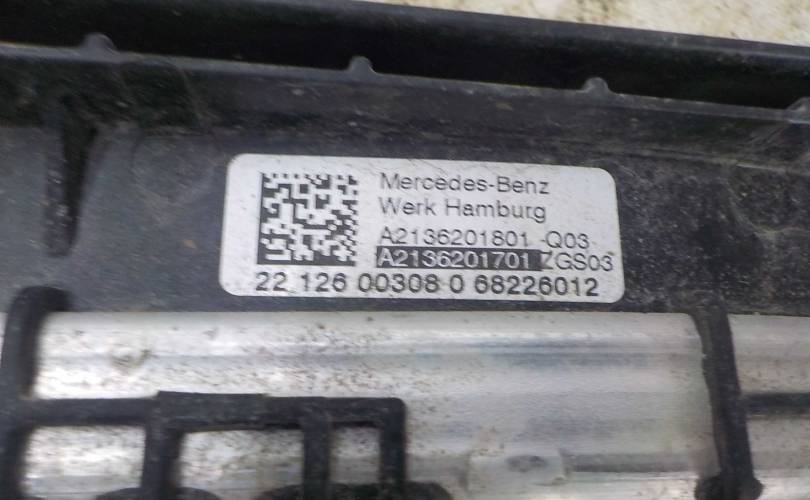 Mercedes-Benz
Werk Hamburg
A2136201801 -Q03
A2136201701 ZGS03
22 126 00308 0 68226012